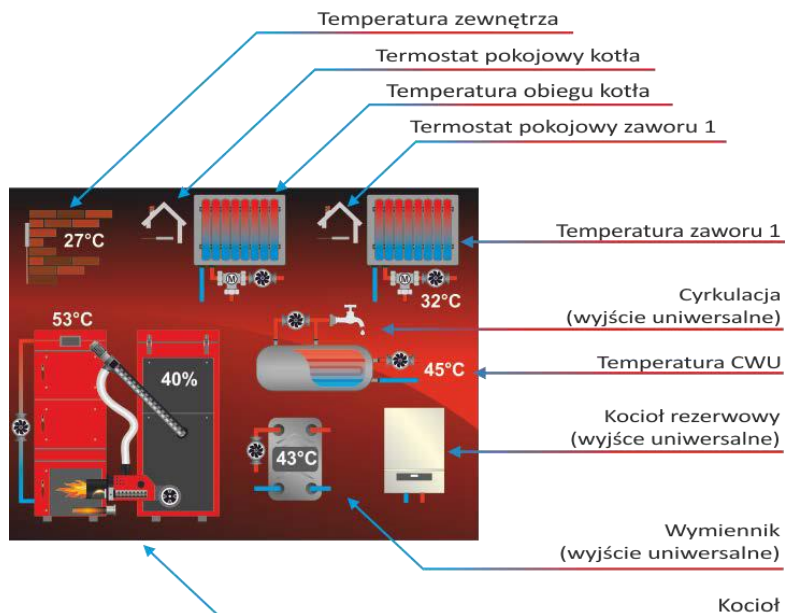 Temperatura zewnętrza
Termostat pokojowy kotła
Temperatura obiegu kotła
Termostat pokojowy zaworu 1
27°C
Temperatura zaworu 1
M
M
32°C
Cyrkulacja
(wyjście uniwersalne)
53°C
45°C
Temperatura CWU
40%
Kocioł rezerwowy
(wyjśce uniwersalne)
43°C
Wymiennik
(wyjście uniwersalne)
Kocioł